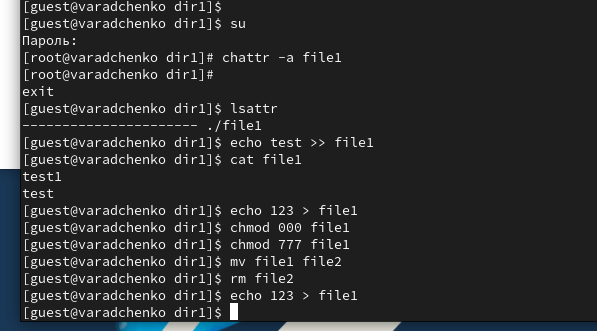 [guest@varadchenko dir1]$
[guest@varadchenko dir1]$ su
Пароль:
[root@varadchenko dir1]# chattr -a file1
[root@varadchenko dir1]#
exit
[guest@varadchenko dir1]$ lsattr
---------------------- ./file1
[guest@varadchenko dir1]$ echo test >> file1
[guest@varadchenko dir1]$ cat file1
test1
test
[guest@varadchenko dir1]$ echo 123 > file1
[guest@varadchenko dir1]$ chmod 000 file1
[guest@varadchenko dir1]$ chmod 777 file1
[guest@varadchenko dir1]$ mv file1 file2
[guest@varadchenko dir1]$ rm file2
[guest@varadchenko dir1]$ echo 123 > file1
[guest@varadchenko dir1]$